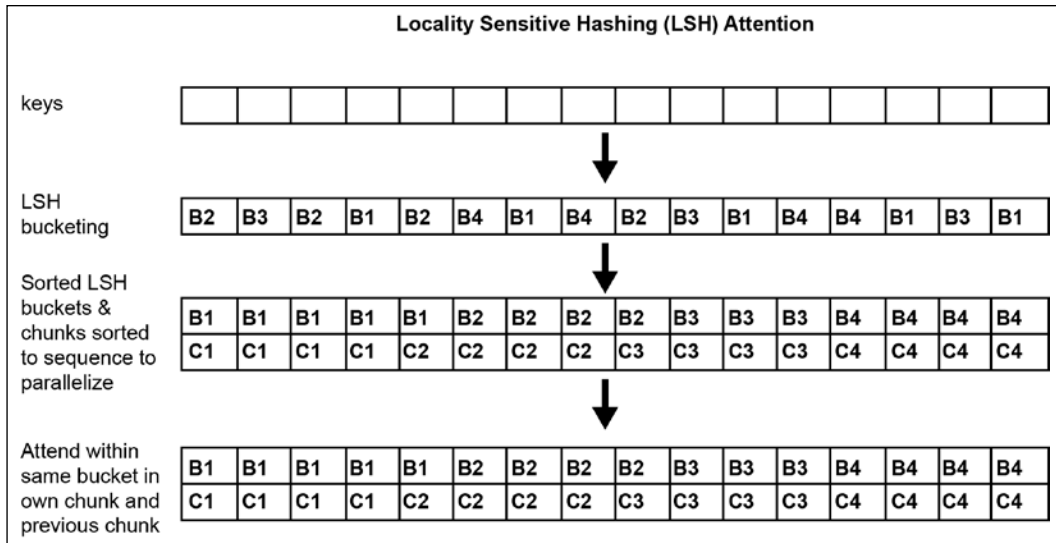 Locality Sensitive Hashing (LSH) Attention
keys
LSH
bucketing
B2 B3 B2 B1 B2 B4 B1 B4 B2 B3 B1 B4 B4 B1 B3 B1
Sorted LSH
buckets &
chunks sorted
to sequence to
parallelize
B1 B1 B1 B1 B1 B2 B2 B2 B2 B3 B3 B3 B4 B4 B4 B4
C1 C1 C1 C1 C2 C2 C2 C2 C3 C3 C3 C3 C4 C4 C4 C4
Attend within
same bucket in
own chunk and
previous chunk
B1 B1 B1 B1 B1 B2 B2 B2 B2 B3 B3 B3 B4 B4 B4 B4
C1 C1 C1 C1 C2 C2 C2 C2 C3 C3 C3 C3 C4 C4 C4 C4